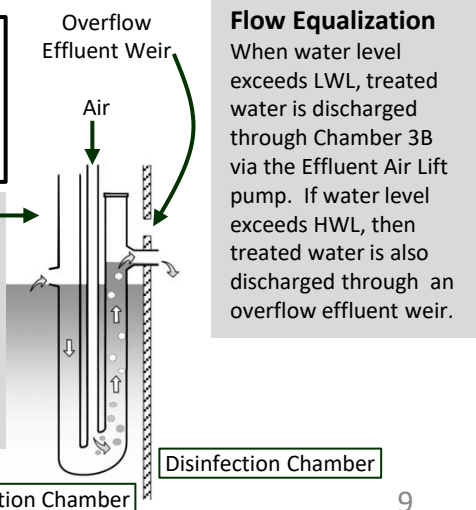 Overflow
Effluent Weir
Air
Flow Equalization
When water level
exceeds LWL, treated
water is discharged
through Chamber 3B
via the Effluent Air Lift
pump. If water level
exceeds HWL, then
treated water is also
discharged through an
overflow effluent weir.
Disinfection Chamber
tion Chamber
9